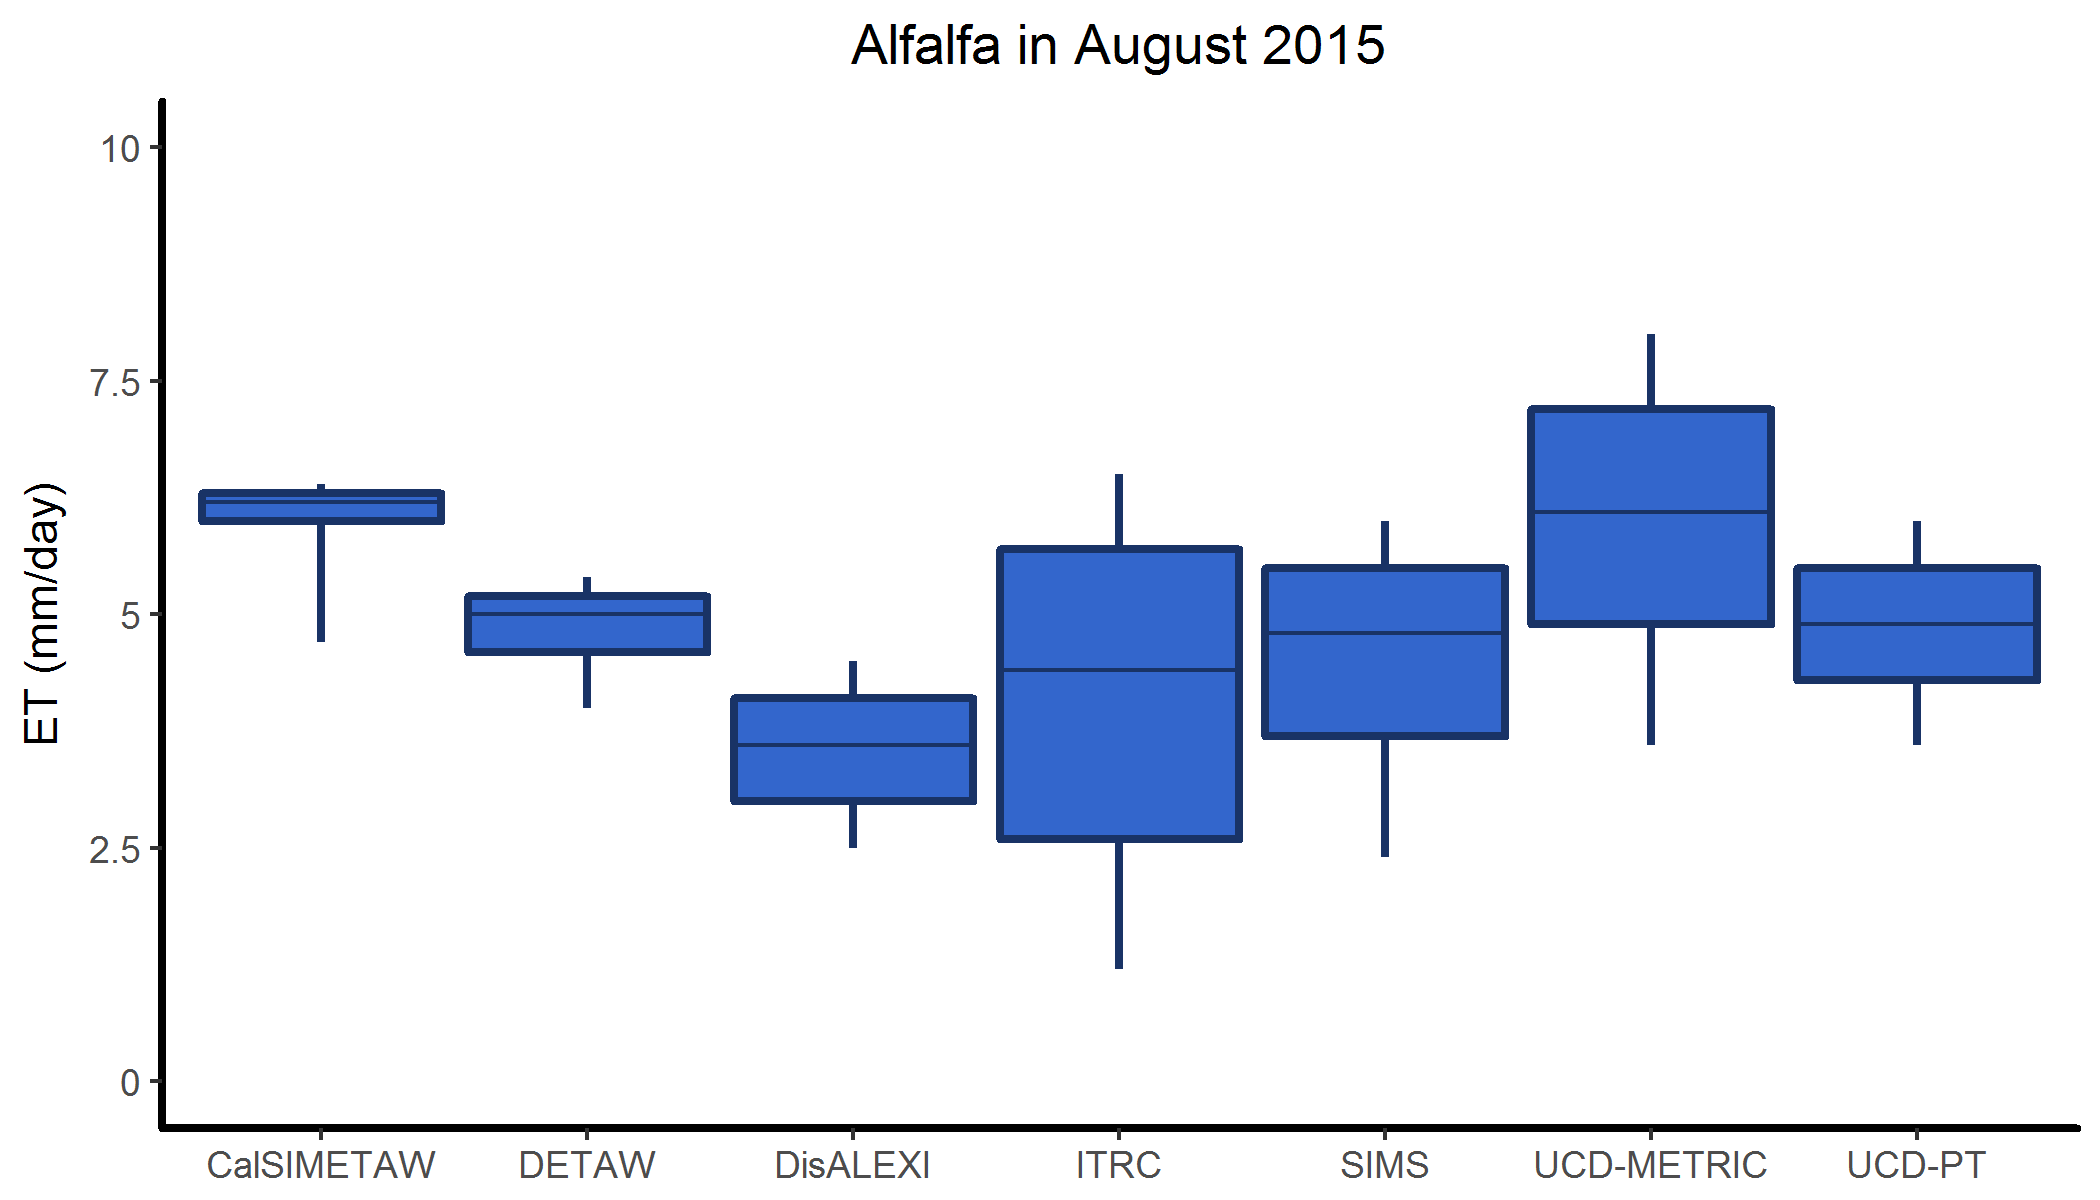 Alfalfa in August 2015
ET (mm/day)
10
7.5
5
2.5
0
CalSIMETAW DETAW DisALEXI ITRC SIMS UCD-METRIC UCD-PT